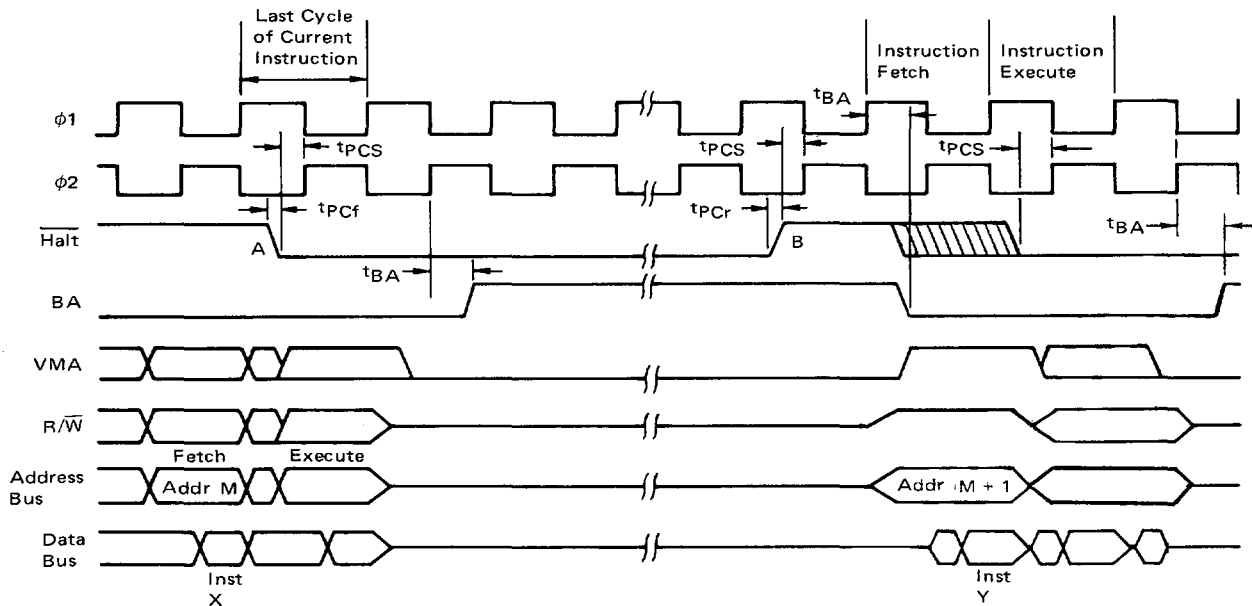 Last Cycle
of Current
Instruction
Instruction
Fetch
Instruction
Execute
tBA
ϕ1
tPCS
tPCS
tPCS
ϕ2
tPCf
tPCr
Halt
A
B
tBA
tBA
BA
VMA
R/W
Fetch
Execute
Address
Bus
Addr M
Addr M + 1
Data
Bus
Inst
X
Inst
Y